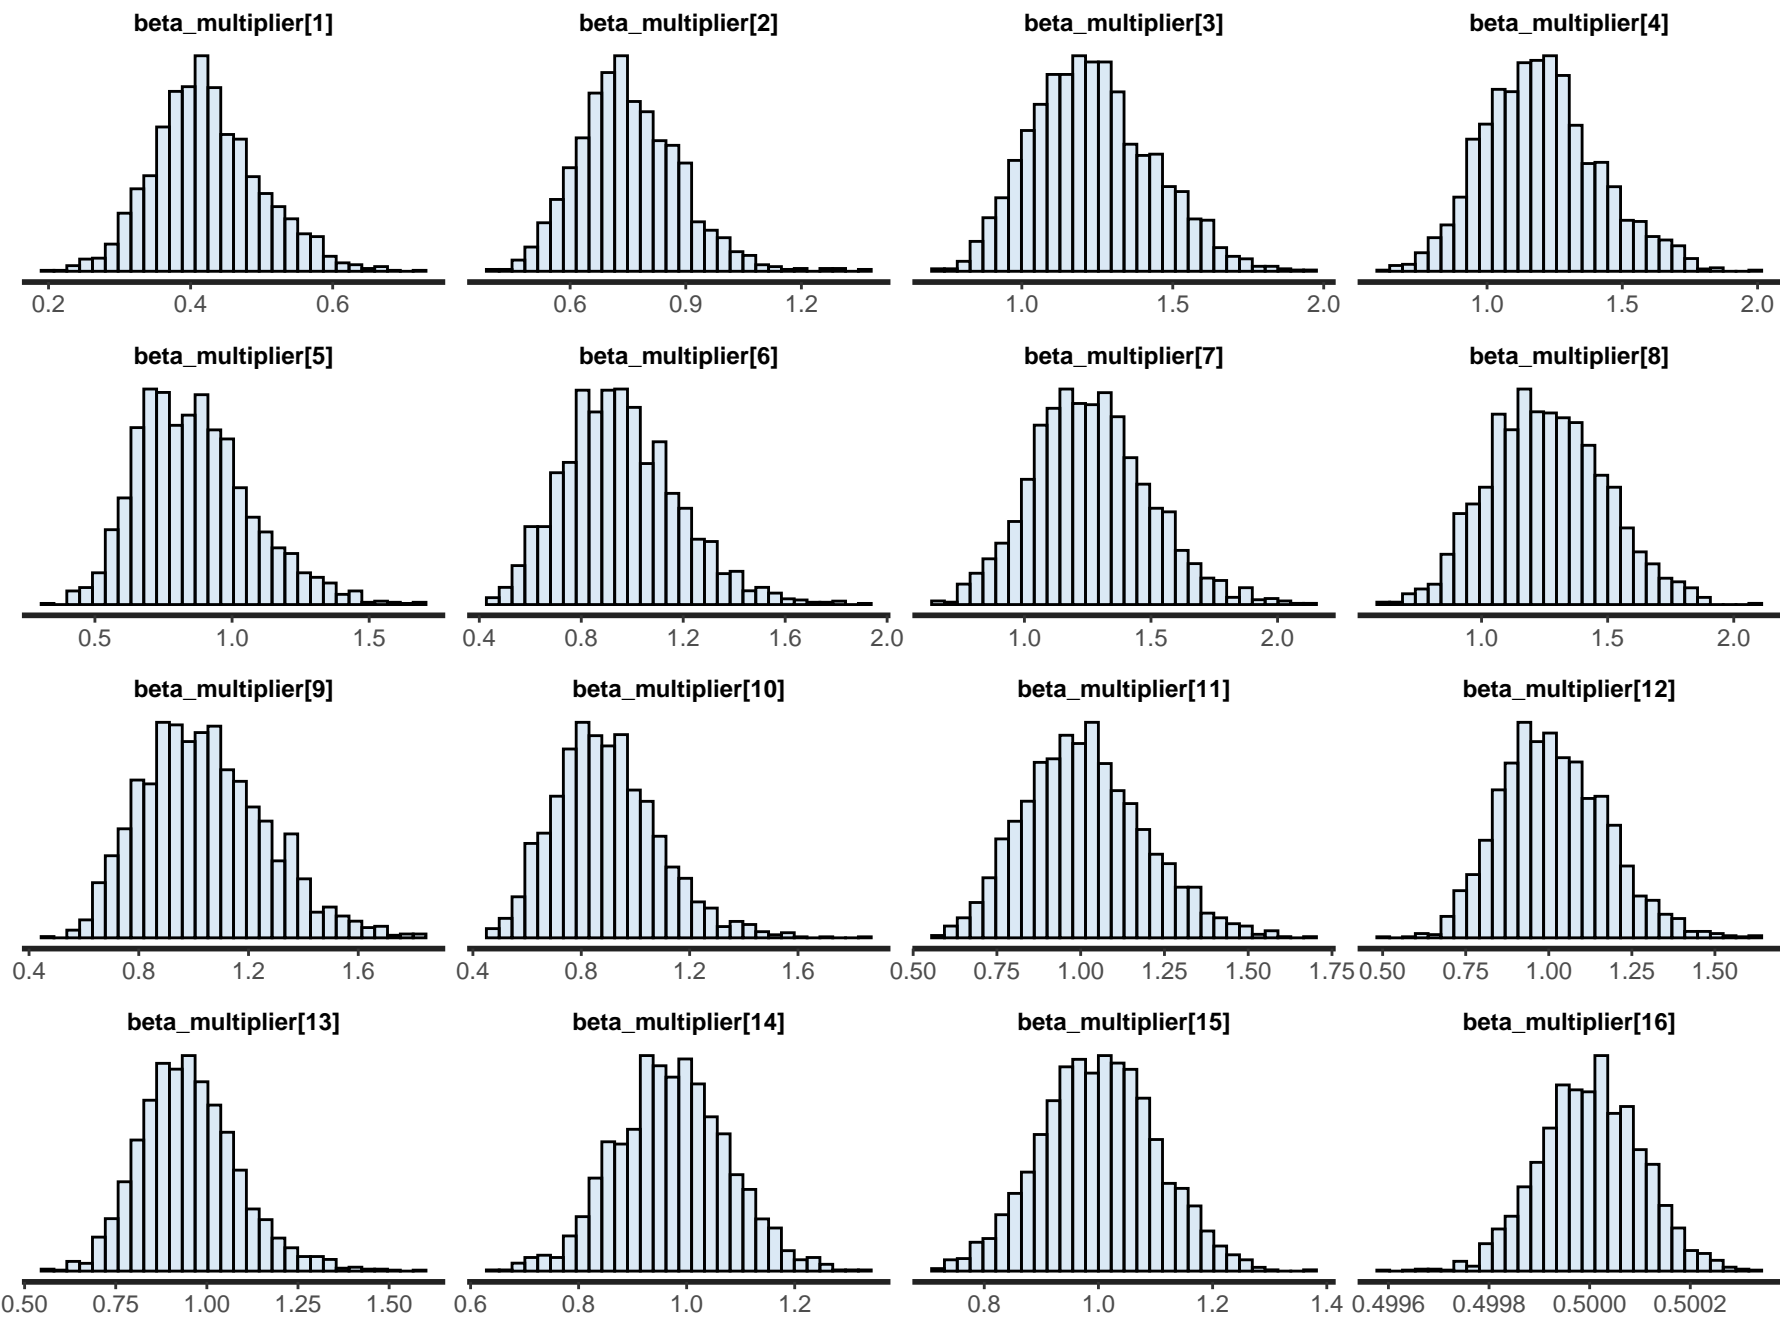 beta_multiplier[1] beta_multiplier[2] beta_multiplier[3] beta_multiplier[4]
0.2 0.4 0.6 0.6 0.9 1.2 1.0 1.5 2.0 1.0 1.5 2.0
beta_multiplier[5] beta_multiplier[6] beta_multiplier[7] beta_multiplier[8]
0.5 1.0 1.5 0.4 0.8 1.2 1.6 2.0 1.0 1.5 2.0 1.0 1.5 2.0
beta_multiplier[9] beta_multiplier[10] beta_multiplier[11] beta_multiplier[12]
0.4 0.8 1.2 1.6 0.4 0.8 1.2 1.6 0.50 0.75 1.00 1.25 1.50 1.75 0.50 0.75 1.00 1.25 1.50
beta_multiplier[13] beta_multiplier[14] beta_multiplier[15] beta_multiplier[16]
0.50 0.75 1.00 1.25 1.50 0.6 0.8 1.0 1.2 0.8 1.0 1.2 1.4 0.4996 0.4998 0.5000 0.5002